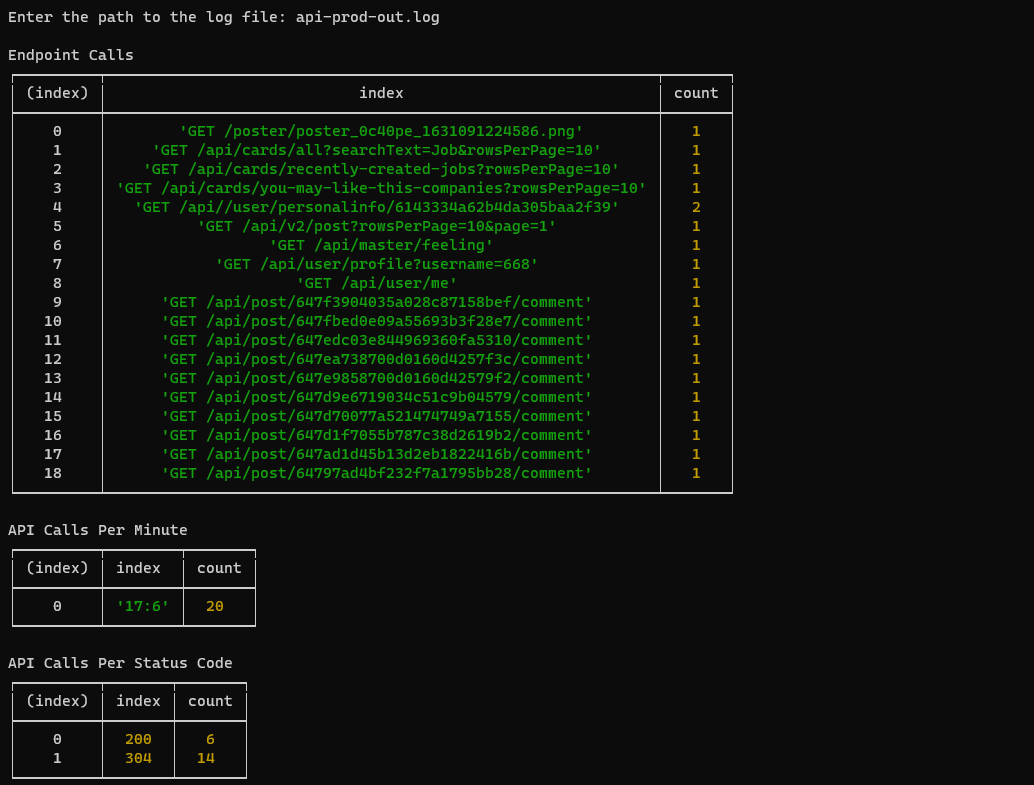 Enter the path to the log file: api-prod-out.log
Endpoint Calls
(index) index count
0 'GET /poster/poster_0c40pe_1631091224586.png' 1
1 'GET /api/cards/all?searchText=Job&rowsPerPage=10' 1
2 'GET /api/cards/recently-created-jobs?rowsPerPage=10' 1
3 'GET /api/cards/you-may-like-this-companies?rowsPerPage=10' 1
4 'GET /api//user/personalinfo/6143334a62b4da305baa2f39' 2
5 'GET /api/v2/post?rowsPerPage=10&page=1' 1
6 'GET /api/master/feeling' 1
7 'GET /api/user/profile?username=668' 1
8 'GET /api/user/me' 1
9 'GET /api/post/647f3904035a028c87158bef/comment' 1
10 'GET /api/post/647fbed0e09a55693b3f28e7/comment' 1
11 'GET /api/post/647edc03e844969360fa5310/comment' 1
12 'GET /api/post/647ea738700d0160d4257f3c/comment' 1
13 'GET /api/post/647e9858700d0160d42579f2/comment' 1
14 'GET /api/post/647d9e6719034c51c9b04579/comment' 1
15 'GET /api/post/647d70077a521474749a7155/comment' 1
16 'GET /api/post/647d1f7055b787c38d2619b2/comment' 1
17 'GET /api/post/647ad1d45b13d2eb1822416b/comment' 1
18 'GET /api/post/64797ad4bf232f7a1795bb28/comment' 1
API Calls Per Minute
(index) index count
0 '17:6' 20
API Calls Per Status Code
(index) index count
0 200 6
1 304 14